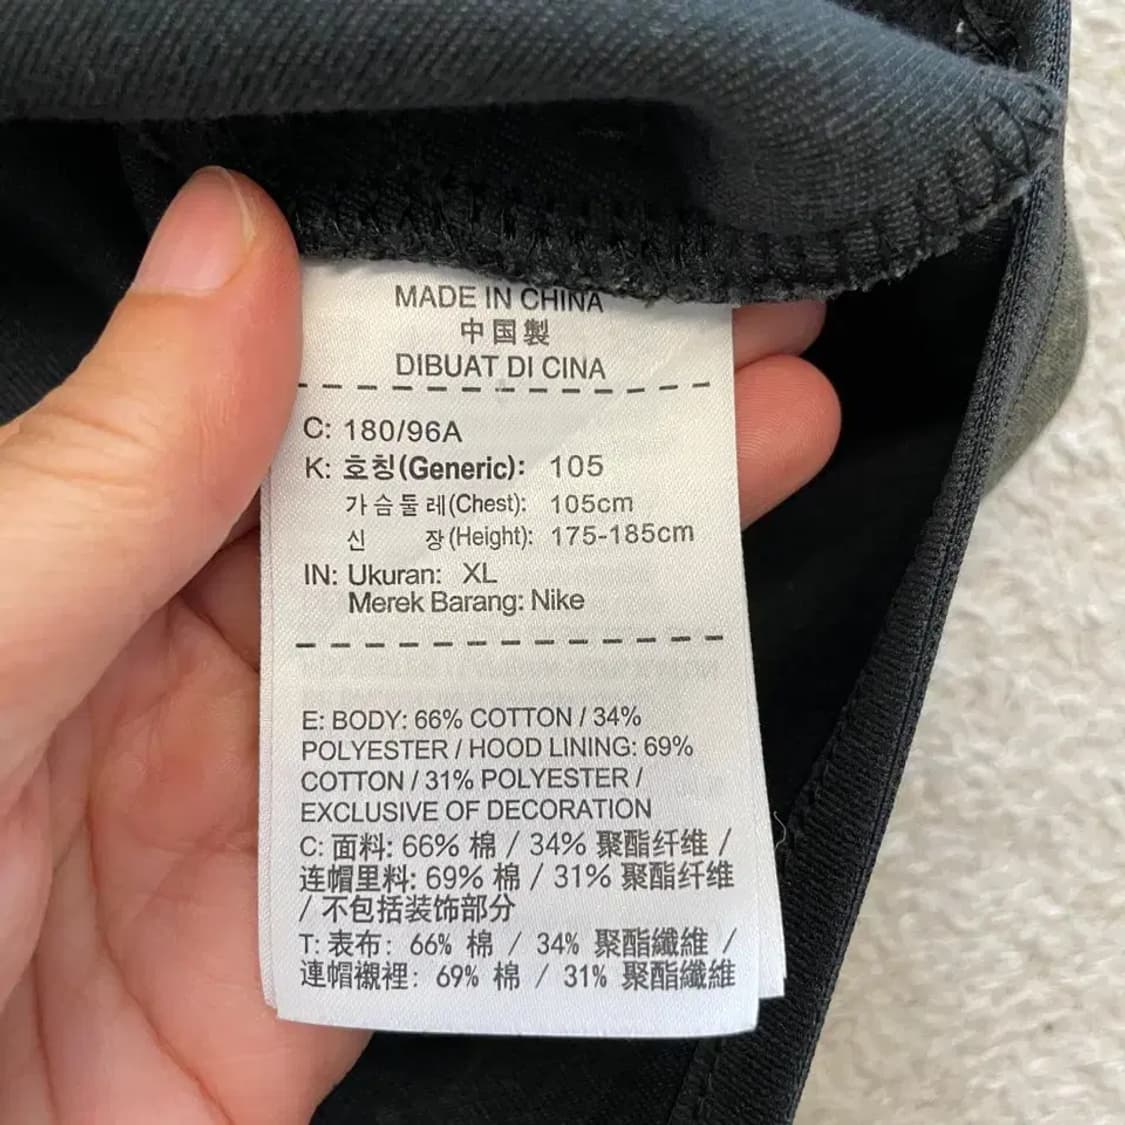 MADE IN CHINA
中国製
DIBUAT DI CINA
C: 180/96A
K: 호칭(Generic): 105
가슴둘레(Chest): 105cm
신 장(Height): 175-185cm
IN: Ukuran: XL
Merek Barang: Nike
E: BODY: 66% COTTON / 34%
POLYESTER / HOOD LINING: 69%
COTTON / 31% POLYESTER /
EXCLUSIVE OF DECORATION
C: 面料: 66% 棉 / 34% 聚酯纤维 /
连帽里料: 69% 棉 / 31% 聚酯纤维
/ 不包括装饰部分
T: 表布: 66% 棉 / 34% 聚酯纖維 /
連帽襯裡: 69% 棉 / 31% 聚酯纖維